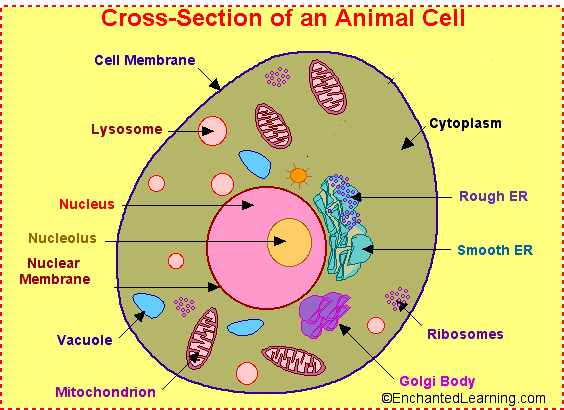 Cross-Section of an Animal Cell
Cell Membrane
Lysosome
Cytoplasm
Nucleus
Rough ER
Nucleolus
Smooth ER
Nuclear
Membrane
Vacuole
Ribosomes
Mitochondrion
Golgi Body
©EnchantedLearning.com